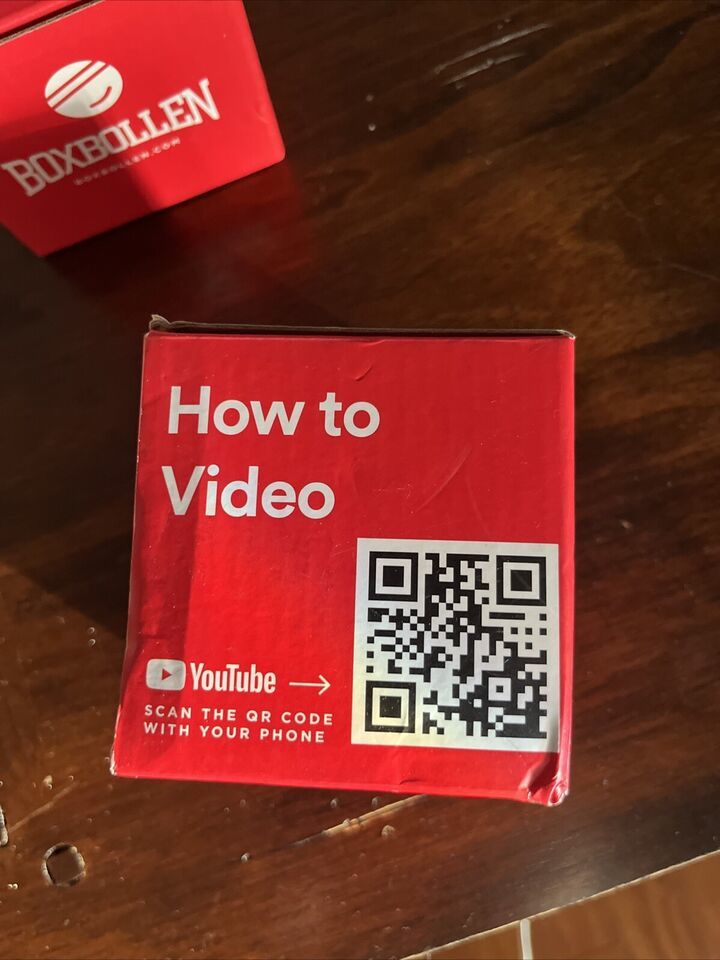 BOXBOLLEN
BOXBOLLEN.COM
How to
Video
YouTube
SCAN THE QR CODE
WITH YOUR PHONE